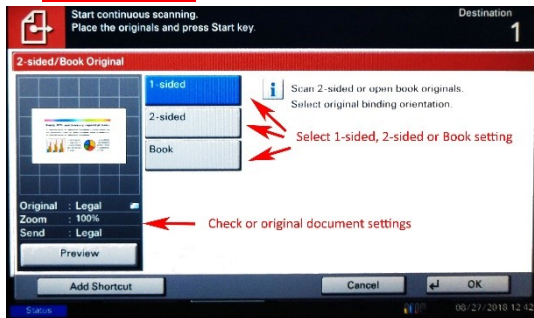 Start continuous scanning.
Place the originals and press Start key.
Destination
1
2-sided/Book Original
1-sided
2-sided
Book
Scan 2-sided or open book originals.
Select original binding orientation.
Select 1-sided, 2-sided or Book setting
Original : Legal
Zoom : 100%
Send : Legal
Check or original document settings
Preview
Add Shortcut
Cancel
OK
Status
08/27/2018 12:42